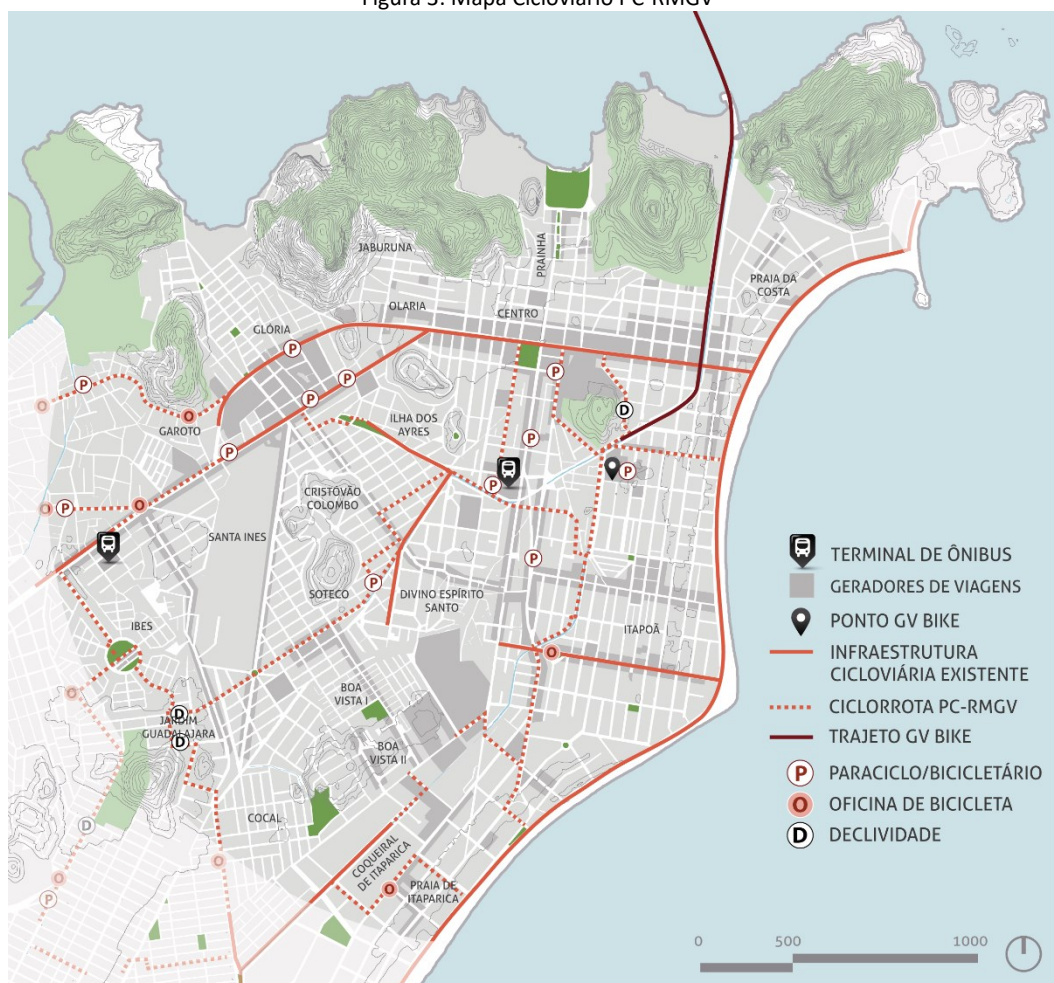 Figura 3: Mapa Cicloviário PC-RMGV
JABURUNA
PRAINHA
PRAIA DA
COSTA
OLARIA
CENTRO
GLÓRIA
P
P
P
P
D
O
GAROTO
ILHA DOS
AYRES
P
P
O
P
P
P
CRISTOVÃO
COLOMBO
O
P
O
SANTA INES
P
SOTECO
P
DIVINO ESPÍRITO
SANTO
IBES
ITAPOÃ
O
O
BOA
VISTA I
D
JARDIM
GUADALAJARA
D
BOA
VISTA II
COCAL
D
COQUEIRAL
DE ITAPARICA
O
O
P
O
PRAIA DE
ITAPARICA
TERMINAL DE ÔNIBUS
GERADORES DE VIAGENS
PONTO GV BIKE
INFRAESTRUTURA
CICLOVIÁRIA EXISTENTE
CICLORROTA PC-RMGV
TRAJETO GV BIKE
P PARACICLO/BICICLETÁRIO
O OFICINA DE BICICLETA
D DECLIVIDADE
0 500 1000